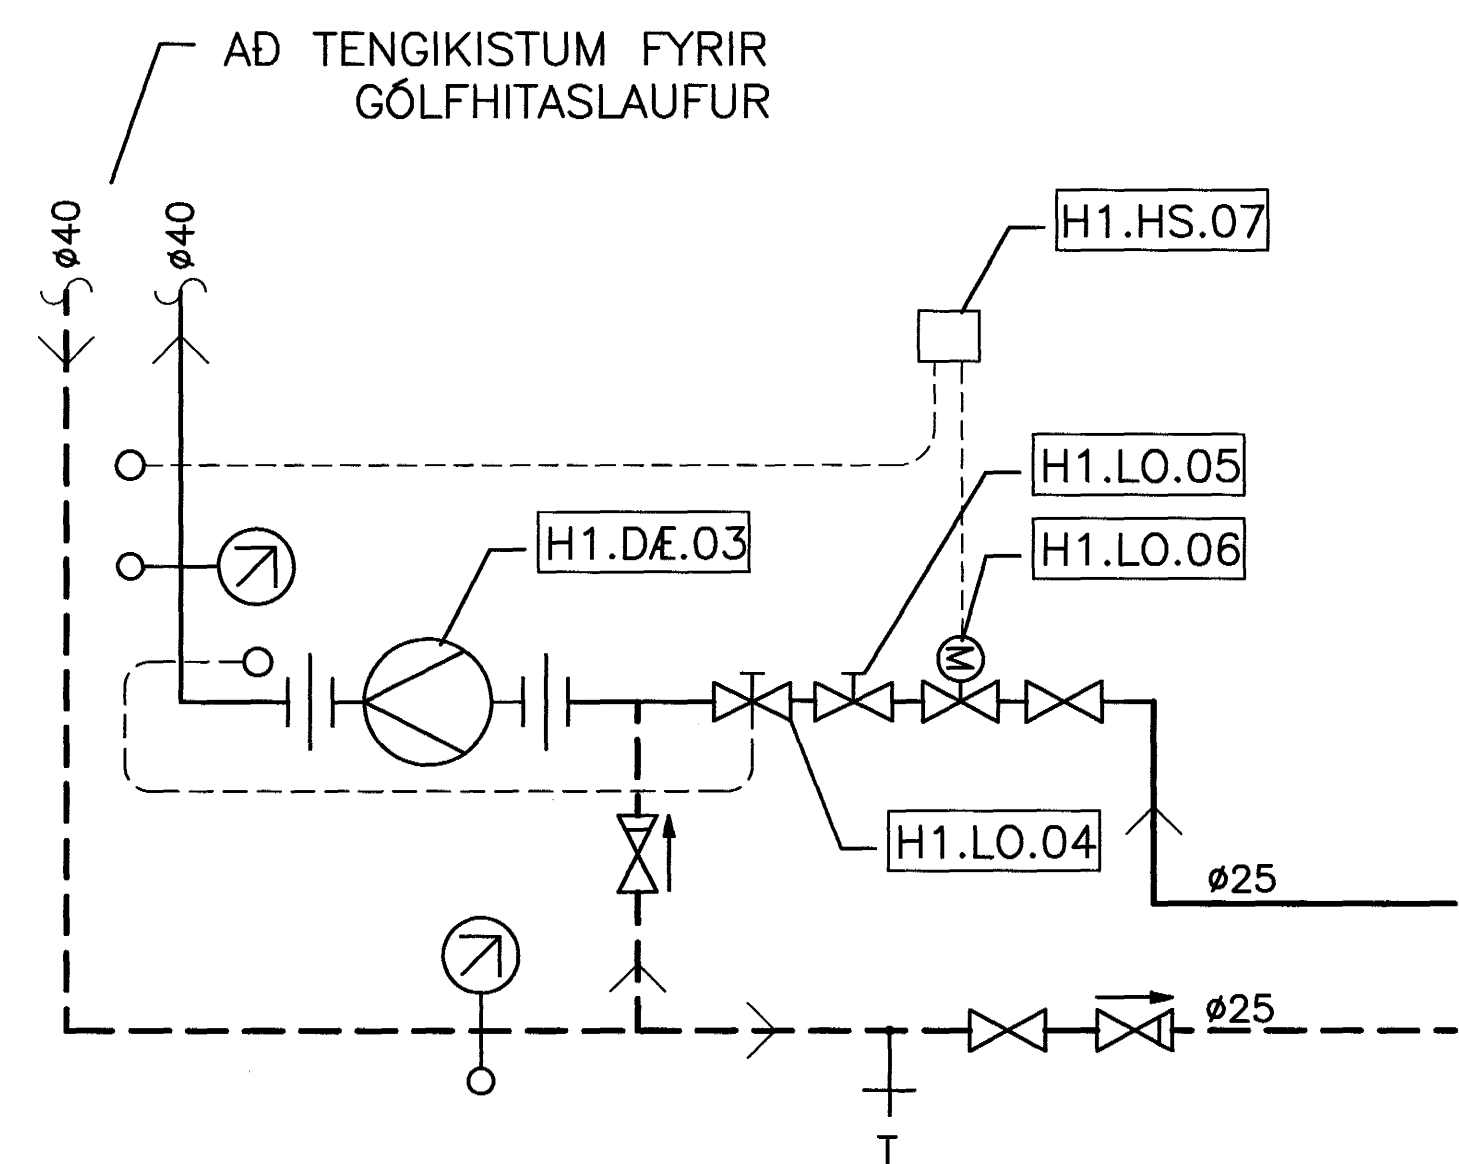 AÐ TENGIKISTUM FYRIR
GÓLFHITASLAUFUR
ø40
ø40
H1.HS.07
H1.LO.05
H1.DÆ.03
H1.LO.06
M
H1.LO.04
ø25
ø25
T